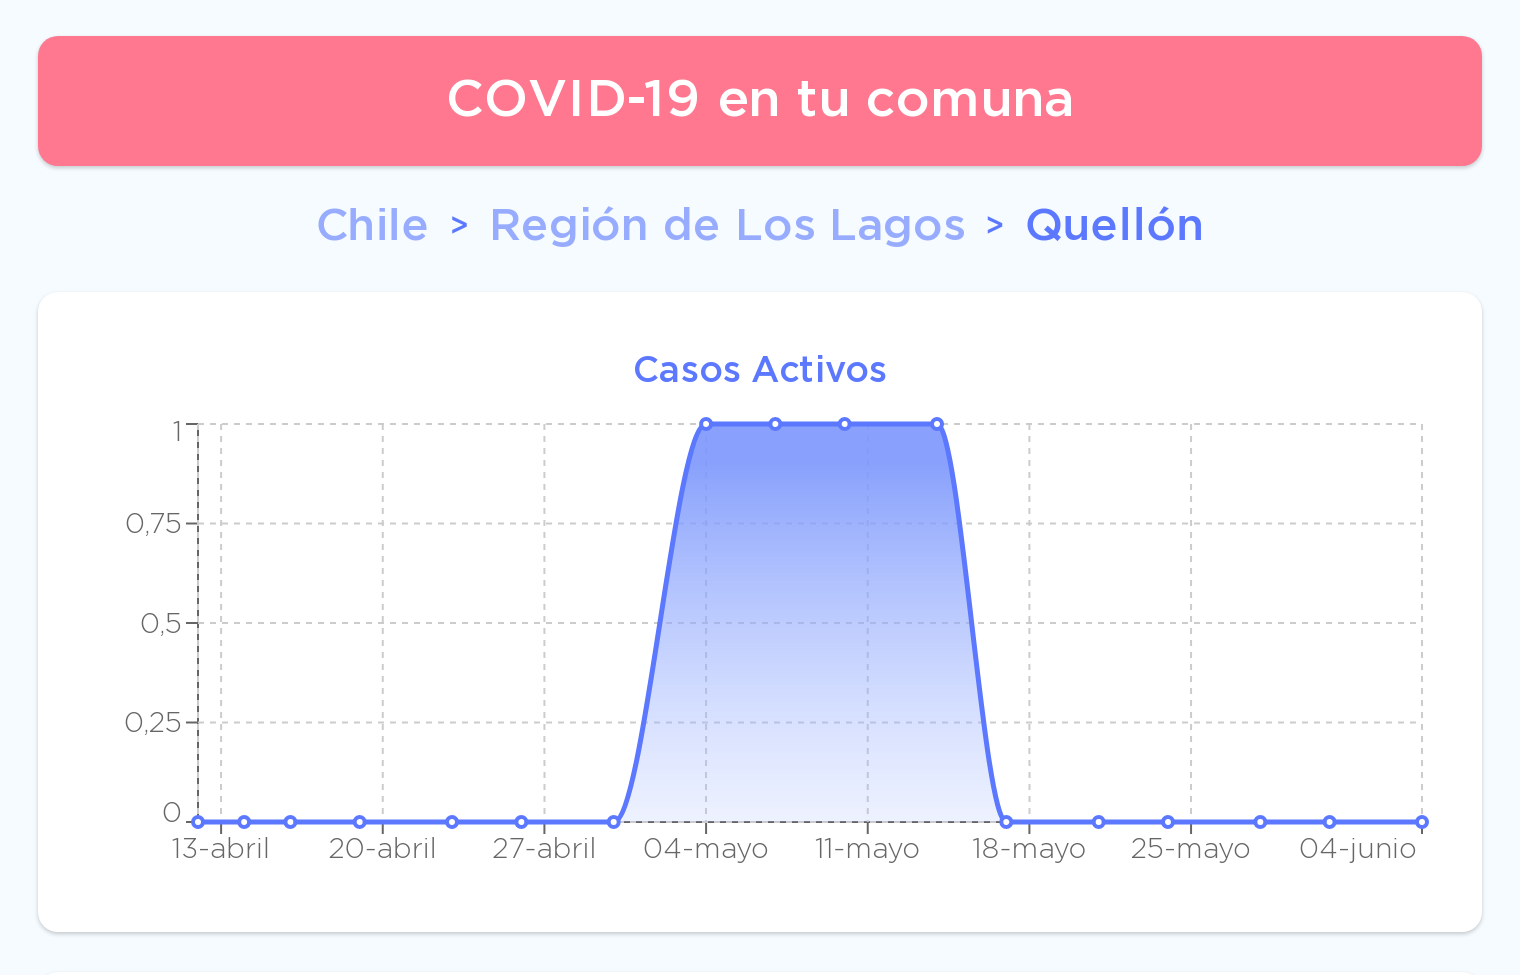 COVID-19 en tu comuna
Chile > Región de Los Lagos > Quellón
Casos Activos
1
0,75
0,5
0,25
0
13-abril 20-abril 27-abril 04-mayo 11-mayo 18-mayo 25-mayo 04-junio